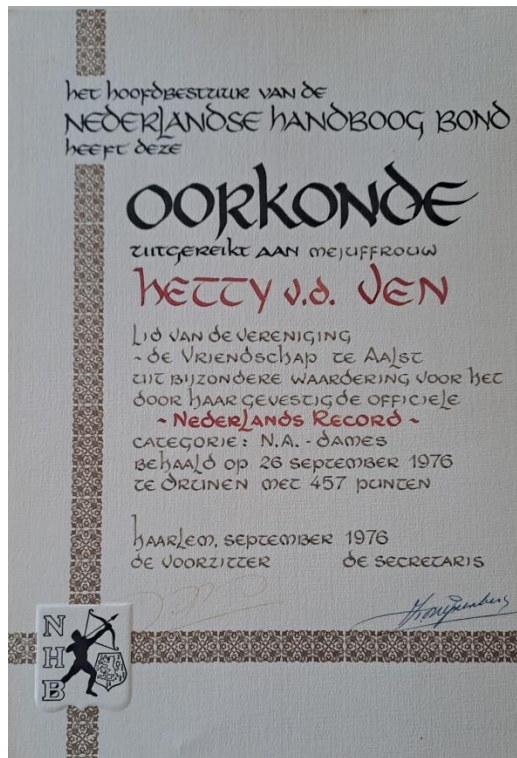 het hoofdbestuur van de
NEDERLANDSE HANDBOOG BOND
heeft deze
OORKONDE
uitgereikt aan mejuffrouw
HETTY v.d. VEN
Lid van de vereniging
- de Vriendschap te Aalst
uit bijzondere waardering voor het
door haar gevestigde officiele
~ Nederlands Record ~
categorie: N.A. - dames
behaald op 26 september 1976
te Drunen met 457 punten
Haarlem, september 1976
de voorzitter de secretaris
N
H
B